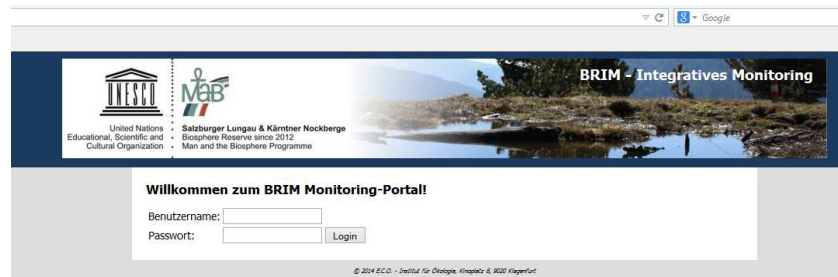 Google
BRIM - Integratives Monitoring
UNESCO
MaB
United Nations
Educational, Scientific and
Cultural Organization
Salzburger Lungau & Kärntner Nockberge
Biosphere Reserve since 2012
Man and the Biosphere Programme
Willkommen zum BRIM Monitoring-Portal!
Benutzername:
Passwort:
Login
© 2014 E.C.O. - Institut für Ökologie, Kinoplatz 6, 9020 Klagenfurt